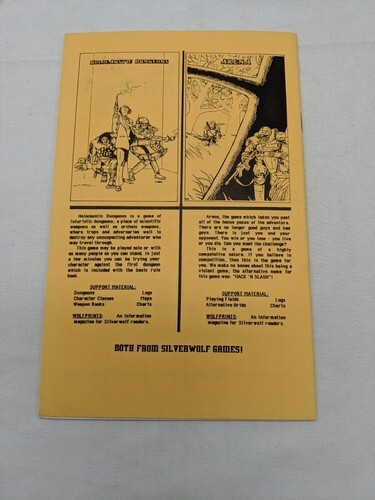 HOLOCAUSTIC DUNGEONS
Holocaustic Dungeons is a game of
futuristic dungeons; a place of scientific
weapons as well as archaic weapons,
where traps and adversaries wait to
destroy any unsuspecting adventurer who
may travel through.
This game may be played solo or with
as many people as you can stand, in just
a few minutes you can be trying your
character against the first dungeon
which is included with the basic rule
book.
SUPPORT MATERIAL:
Dungeons Logs
Character Classes Maps
Weapon Books Charts
WOLFPRINTS: An information
magazine for Silverwolf readers.
ARENA
Arena, the game which takes you past
all of the hocus pocus of the adventure.
There are no longer good guys and bad
guys. There is just you and your
opponent. You win or you lose - you live
or you die. Can you meet the challenge?
This is a game of a highly
competative nature. If you believe in
competition, then this is the game for
you. We make no bones about this being a
violent game, the alternative name for
this game was: "HACK 'N SLASH"!
SUPPORT MATERIAL:
Playing Fields Logs
Alternative Grids Charts
WOLFPRINTS: An information
magazine for Silverwolf readers.
BOTH FROM SILVERWOLF GAMES!